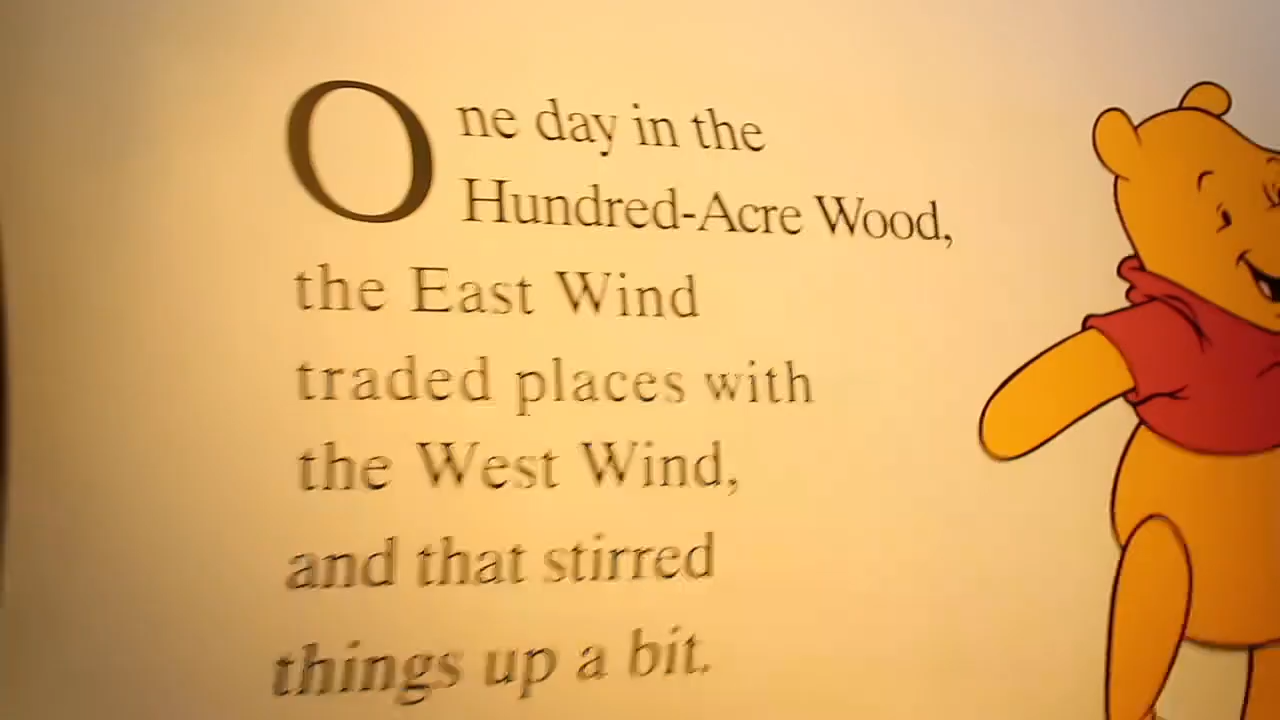 One day in the
Hundred-Acre Wood,
the East Wind
traded places with
the West Wind,
and that stirred
things up a bit.